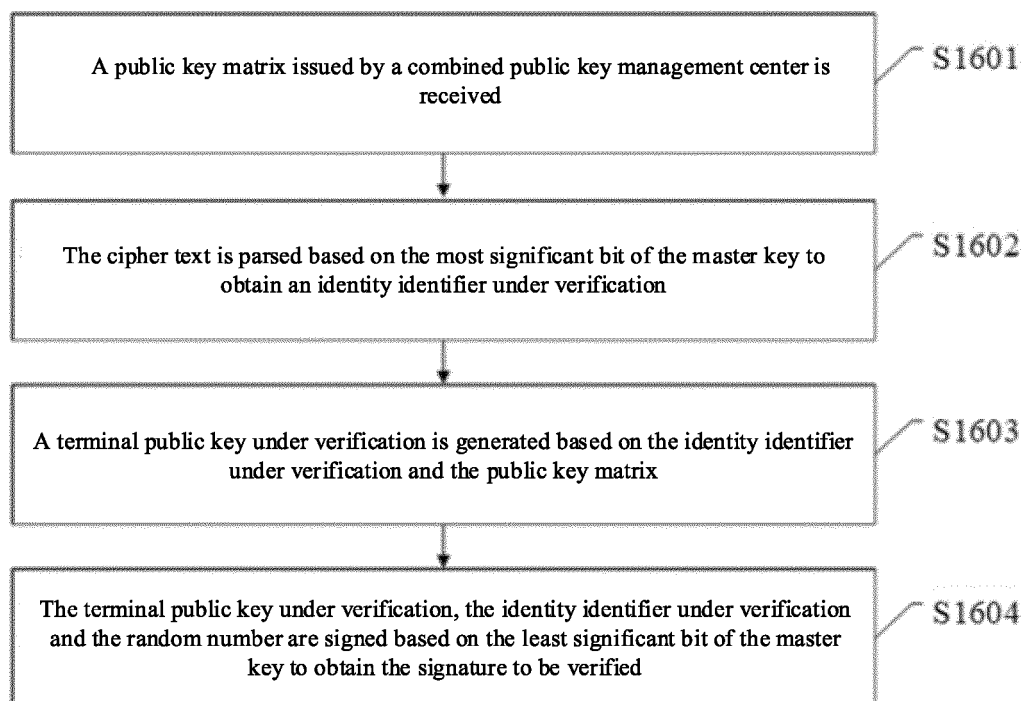 A public key matrix issued by a combined public key management center is
received
S1601
The cipher text is parsed based on the most significant bit of the master key to
obtain an identity identifier under verification
S1602
A terminal public key under verification is generated based on the identity identifier
under verification and the public key matrix
S1603
The terminal public key under verification, the identity identifier under verification
and the random number are signed based on the least significant bit of the master
key to obtain the signature to be verified
S1604